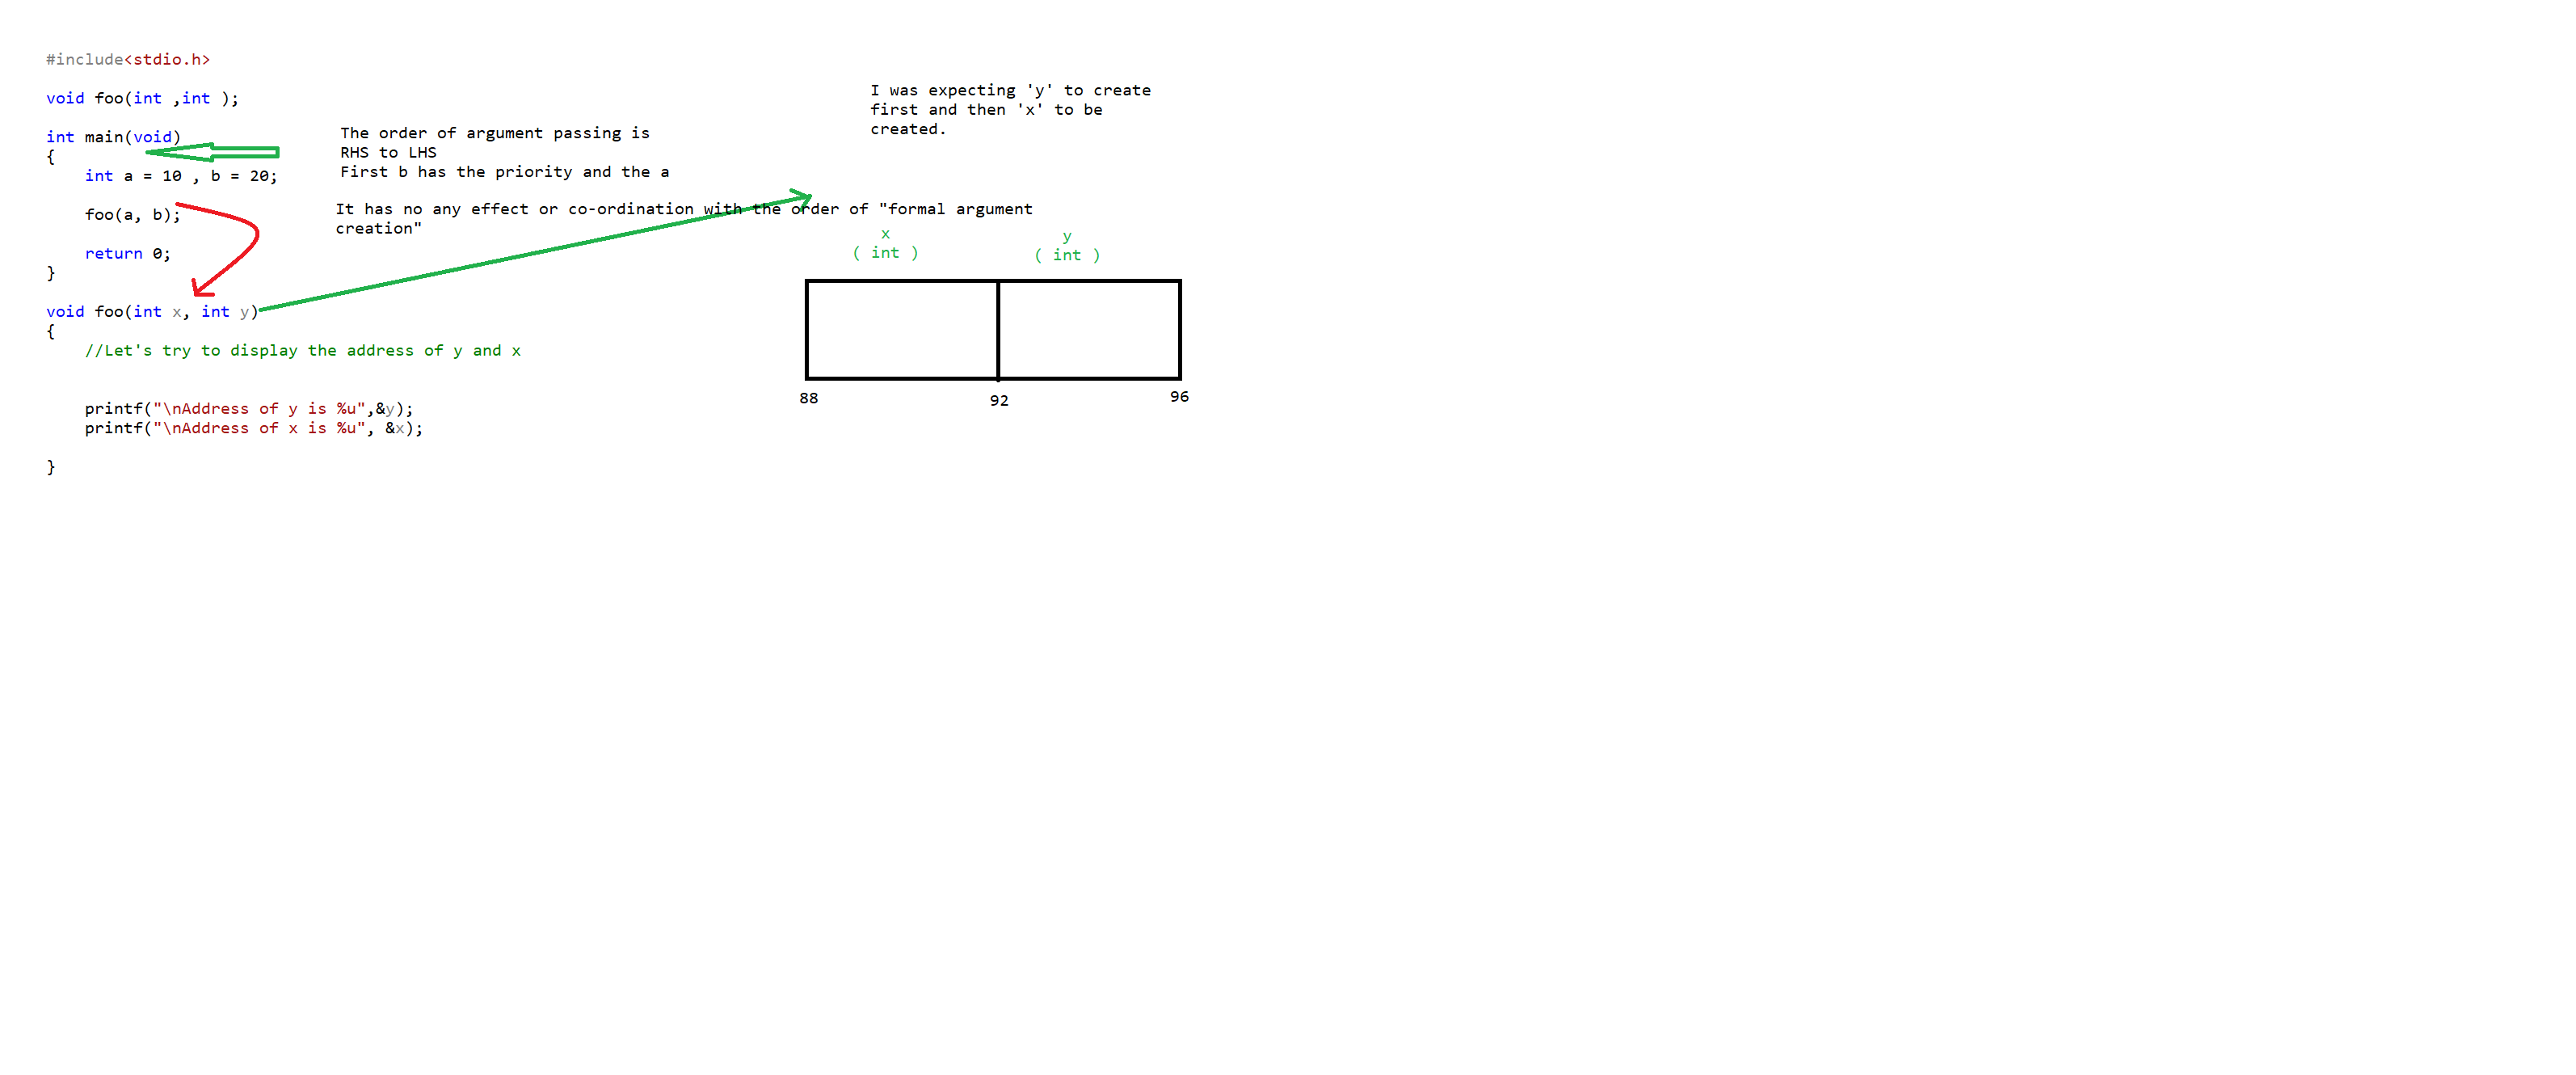 #include<stdio.h>
void foo(int ,int );
int main(void)
{
int a = 10 , b = 20;
foo(a, b);
return 0;
}
void foo(int x, int y)
{
//Let's try to display the address of y and x
printf("\nAddress of y is %u",&y);
printf("\nAddress of x is %u", &x);
}
The order of argument passing is
RHS to LHS
First b has the priority and the a
It has no any effect or co-ordination with the order of "formal argument
creation"
I was expecting 'y' to create
first and then 'x' to be
created.
x
( int )
y
( int )
88
92
96